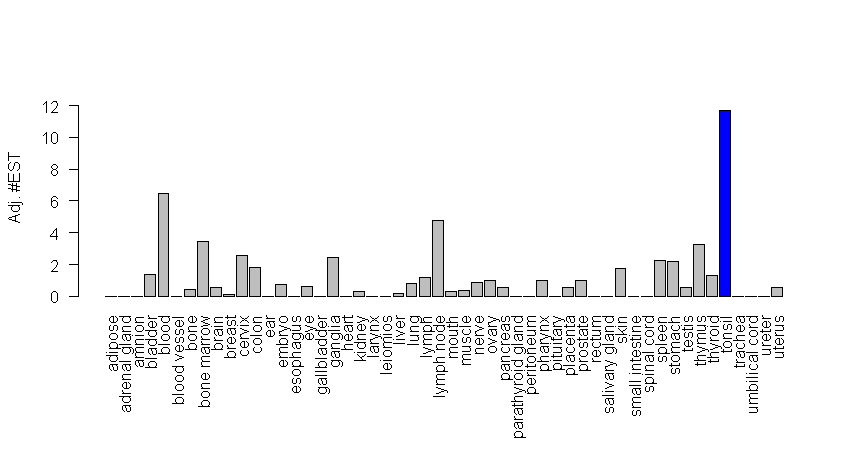 Adj. #EST
12
10
8
6
4
2
0
adipose
adrenal gland
amnion
bladder
blood
blood vessel
bone
bone marrow
brain
breast
cervix
colon
ear
embryo
esophagus
eye
gallbladder
ganglia
heart
kidney
larynx
leiomios
liver
lung
lymph
lymph node
mouth
muscle
nerve
ovary
pancreas
parathyroid gland
peritoneum
pharynx
pituitary
placenta
prostate
rectum
salivary gland
skin
small intestine
spinal cord
spleen
stomach
testis
thymus
thyroid
tonsil
trachea
umbilical cord
ureter
uterus